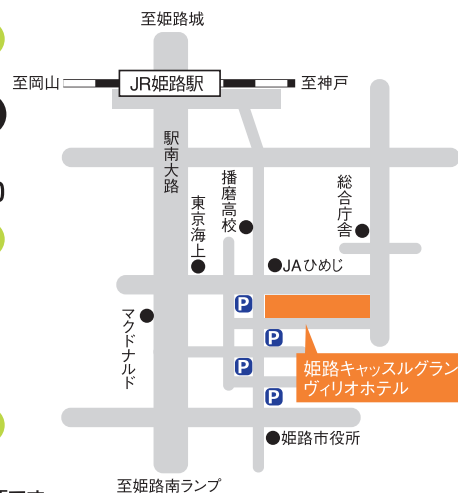 至姫路城
至岡山
JR姫路駅
至神戸
駅南大路
播磨高校
総合庁舎
東京海上
JAひめじ
P
マクドナルド
P
P
姫路キャッスルグラン
ヴィリオホテル
P
姫路市役所
至姫路南ランプ